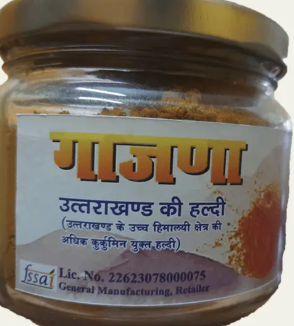 गाजणा
उत्तराखण्ड की हल्दी
(उत्तराखण्ड के उच्च हिमालयी क्षेत्र की
अधिक कुर्कुमिन युक्त हल्दी)
fssai Lic. No. 22623078000075
General Manufacturing, Retailer